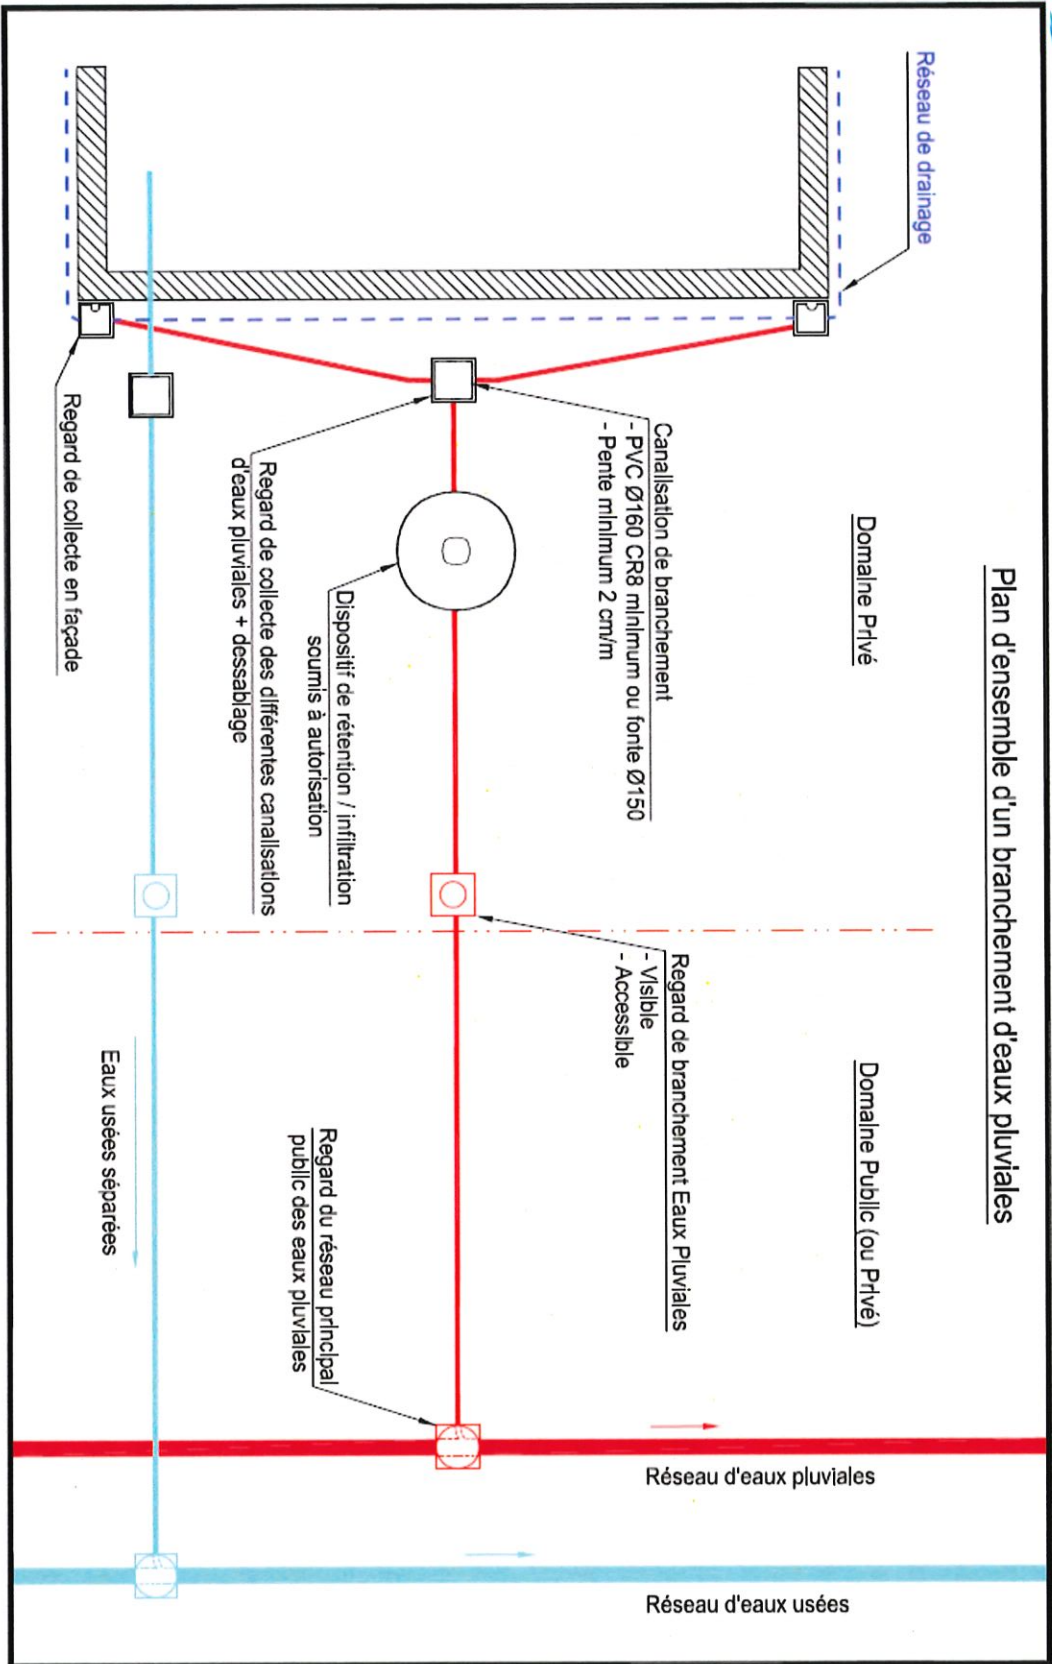 Plan d'ensemble d'un branchement d'eaux pluviales
Domaine Privé
Domaine Public (ou Privé)
Réseau de drainage
Canalisation de branchement
- PVC Ø160 CR8 minimum ou fonte Ø150
- Pente minimum 2 cm/m
Regard de branchement Eaux Pluviales
- Visible
- Accessible
Dispositif de rétention / infiltration
soumis à autorisation
Regard de collecte des différentes canalisations
d'eaux pluviales + dessablage
Regard de collecte en façade
Regard du réseau principal
public des eaux pluviales
Eaux usées séparées
Réseau d'eaux pluviales
Réseau d'eaux usées